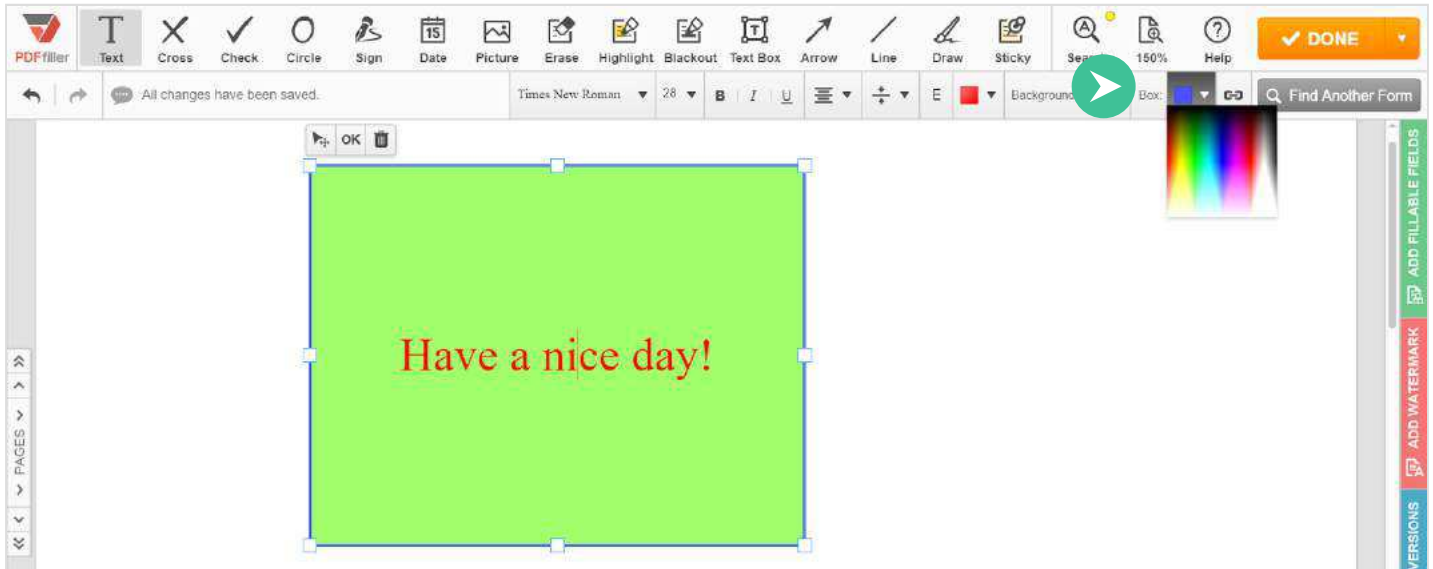 PDFfiller
Text Cross Check Circle Sign Date Picture Erase Highlight Blackout Text Box Arrow Line Draw Sticky 150% Help
15
T
DONE
All changes have been saved.
Times New Roman 28 B I U E Background Box: Find Another Form
OK
Have a nice day!
PAGES
ADD FILLABLE FIELDS
ADD WATERMARK
VERSIONS